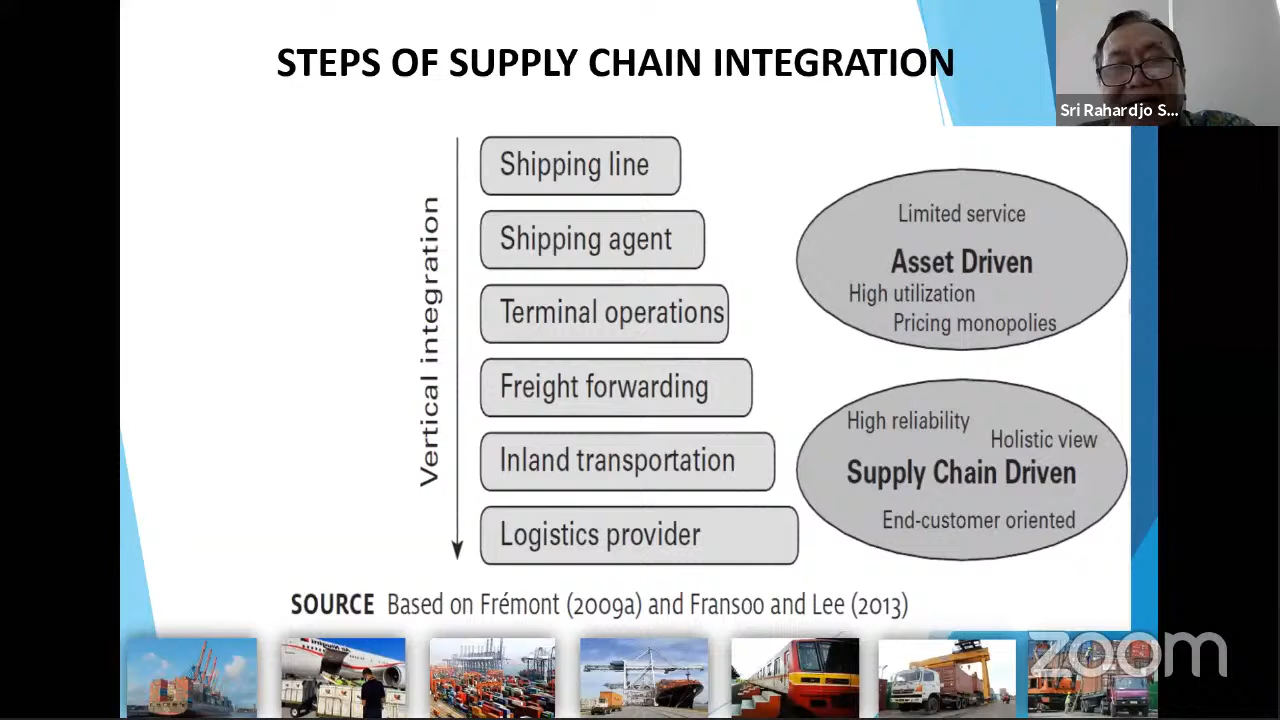 STEPS OF SUPPLY CHAIN INTEGRATION
Sri Rahardjo S...
Vertical integration
Shipping line
Shipping agent
Terminal operations
Freight forwarding
Inland transportation
Logistics provider
Limited service
Asset Driven
High utilization
Pricing monopolies
High reliability
Holistic view
Supply Chain Driven
End-customer oriented
SOURCE Based on Frémont (2009a) and Fransoo and Lee (2013)
zoom